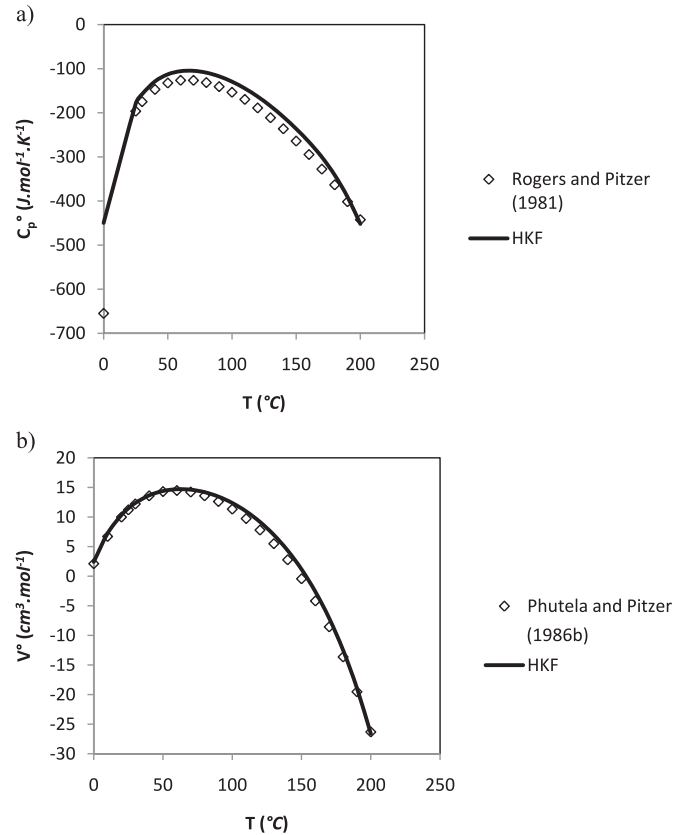 a)
0
-100
-200
-300
-400
-500
-600
-700
Cp° (J.mol-1.K-1)
0 50 100 150 200 250
T (°C)
Rogers and Pitzer
(1981)
HKF
b)
20
15
10
5
0
-5
-10
-15
-20
-25
-30
V° (cm3.mol-1)
0 50 100 150 200 250
T (°C)
Phutela and Pitzer
(1986b)
HKF